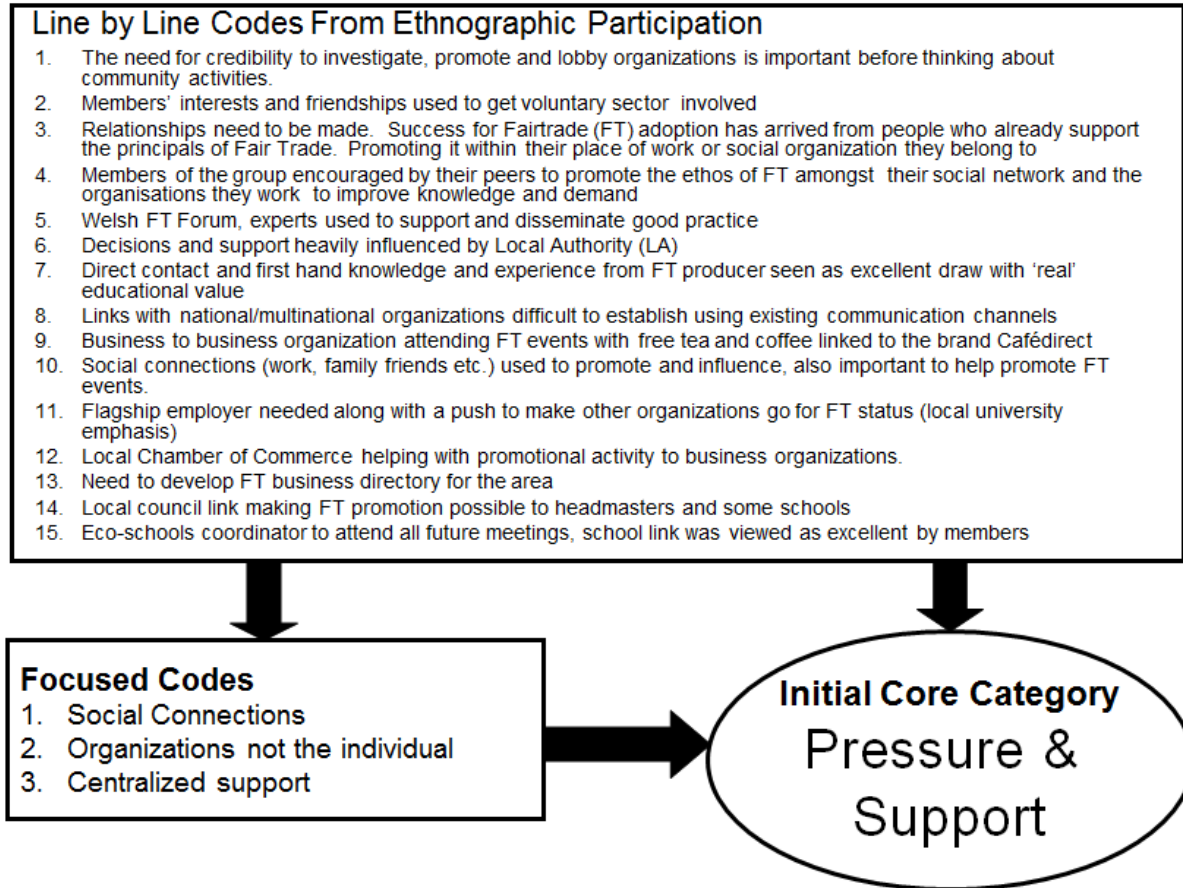 Line by Line Codes From Ethnographic Participation
1. The need for credibility to investigate, promote and lobby organizations is important before thinking about
community activities.
2. Members' interests and friendships used to get voluntary sector involved
3. Relationships need to be made. Success for Fairtrade (FT) adoption has arrived from people who already support
the principals of Fair Trade. Promoting it within their place of work or social organization they belong to
4. Members of the group encouraged by their peers to promote the ethos of FT amongst their social network and the
organisations they work to improve knowledge and demand
5. Welsh FT Forum, experts used to support and disseminate good practice
6. Decisions and support heavily influenced by Local Authority (LA)
7. Direct contact and first hand knowledge and experience from FT producer seen as excellent draw with 'real'
educational value
8. Links with national/multinational organizations difficult to establish using existing communication channels
9. Business to business organization attending FT events with free tea and coffee linked to the brand Cafédirect
10. Social connections (work, family friends etc.) used to promote and influence, also important to help promote FT
events.
11. Flagship employer needed along with a push to make other organizations go for FT status (local university
emphasis)
12. Local Chamber of Commerce helping with promotional activity to business organizations.
13. Need to develop FT business directory for the area
14. Local council link making FT promotion possible to headmasters and some schools
15. Eco-schools coordinator to attend all future meetings, school link was viewed as excellent by members
Focused Codes
1. Social Connections
2. Organizations not the individual
3. Centralized support
Initial Core Category
Pressure &
Support